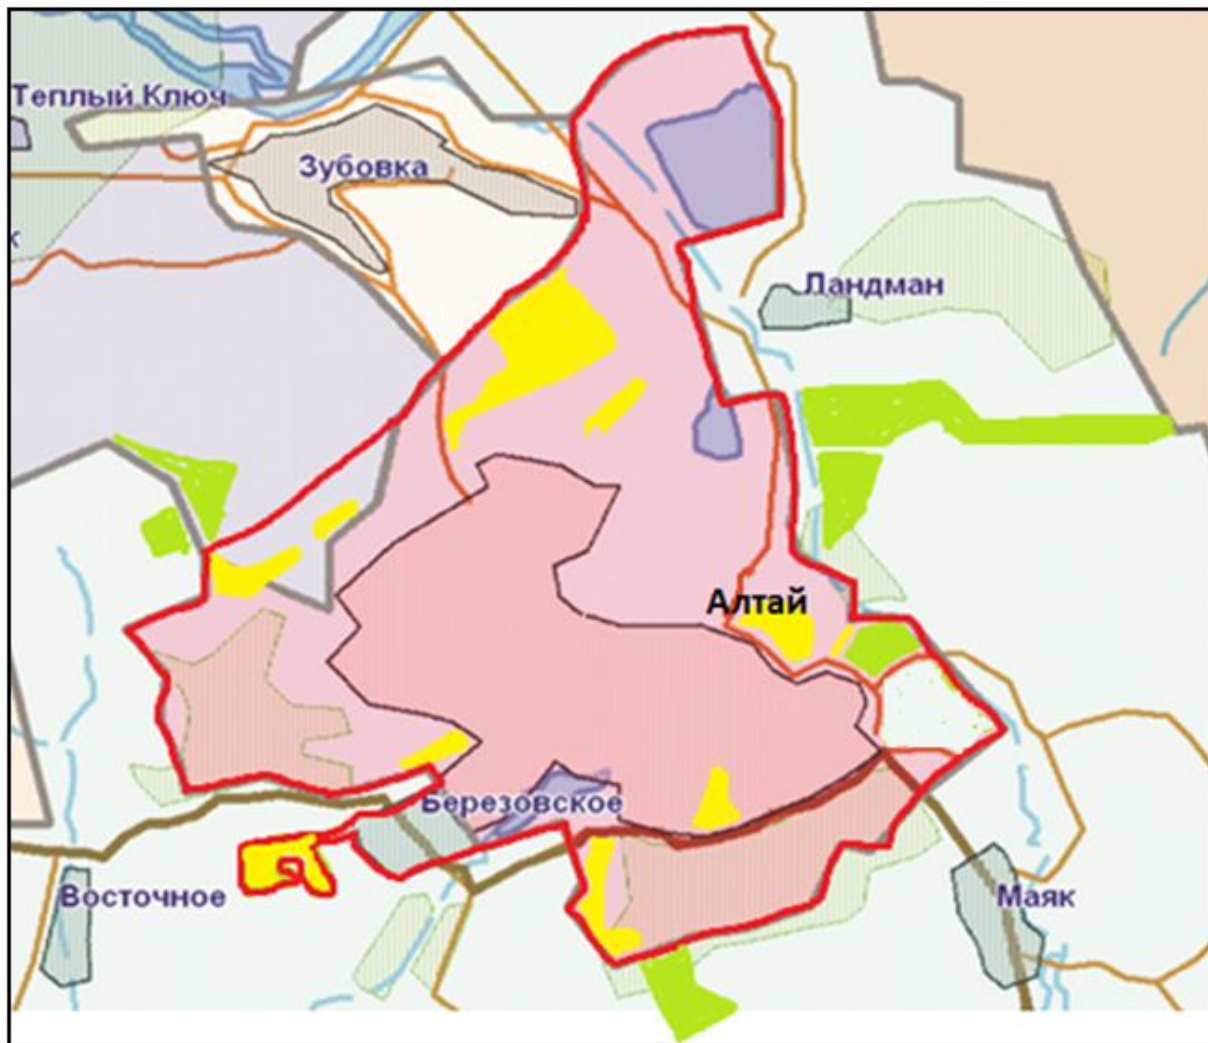 Теплый Ключ
Зубовка
к
Ландман
Алтай
Березовское
Восточное
Маяк